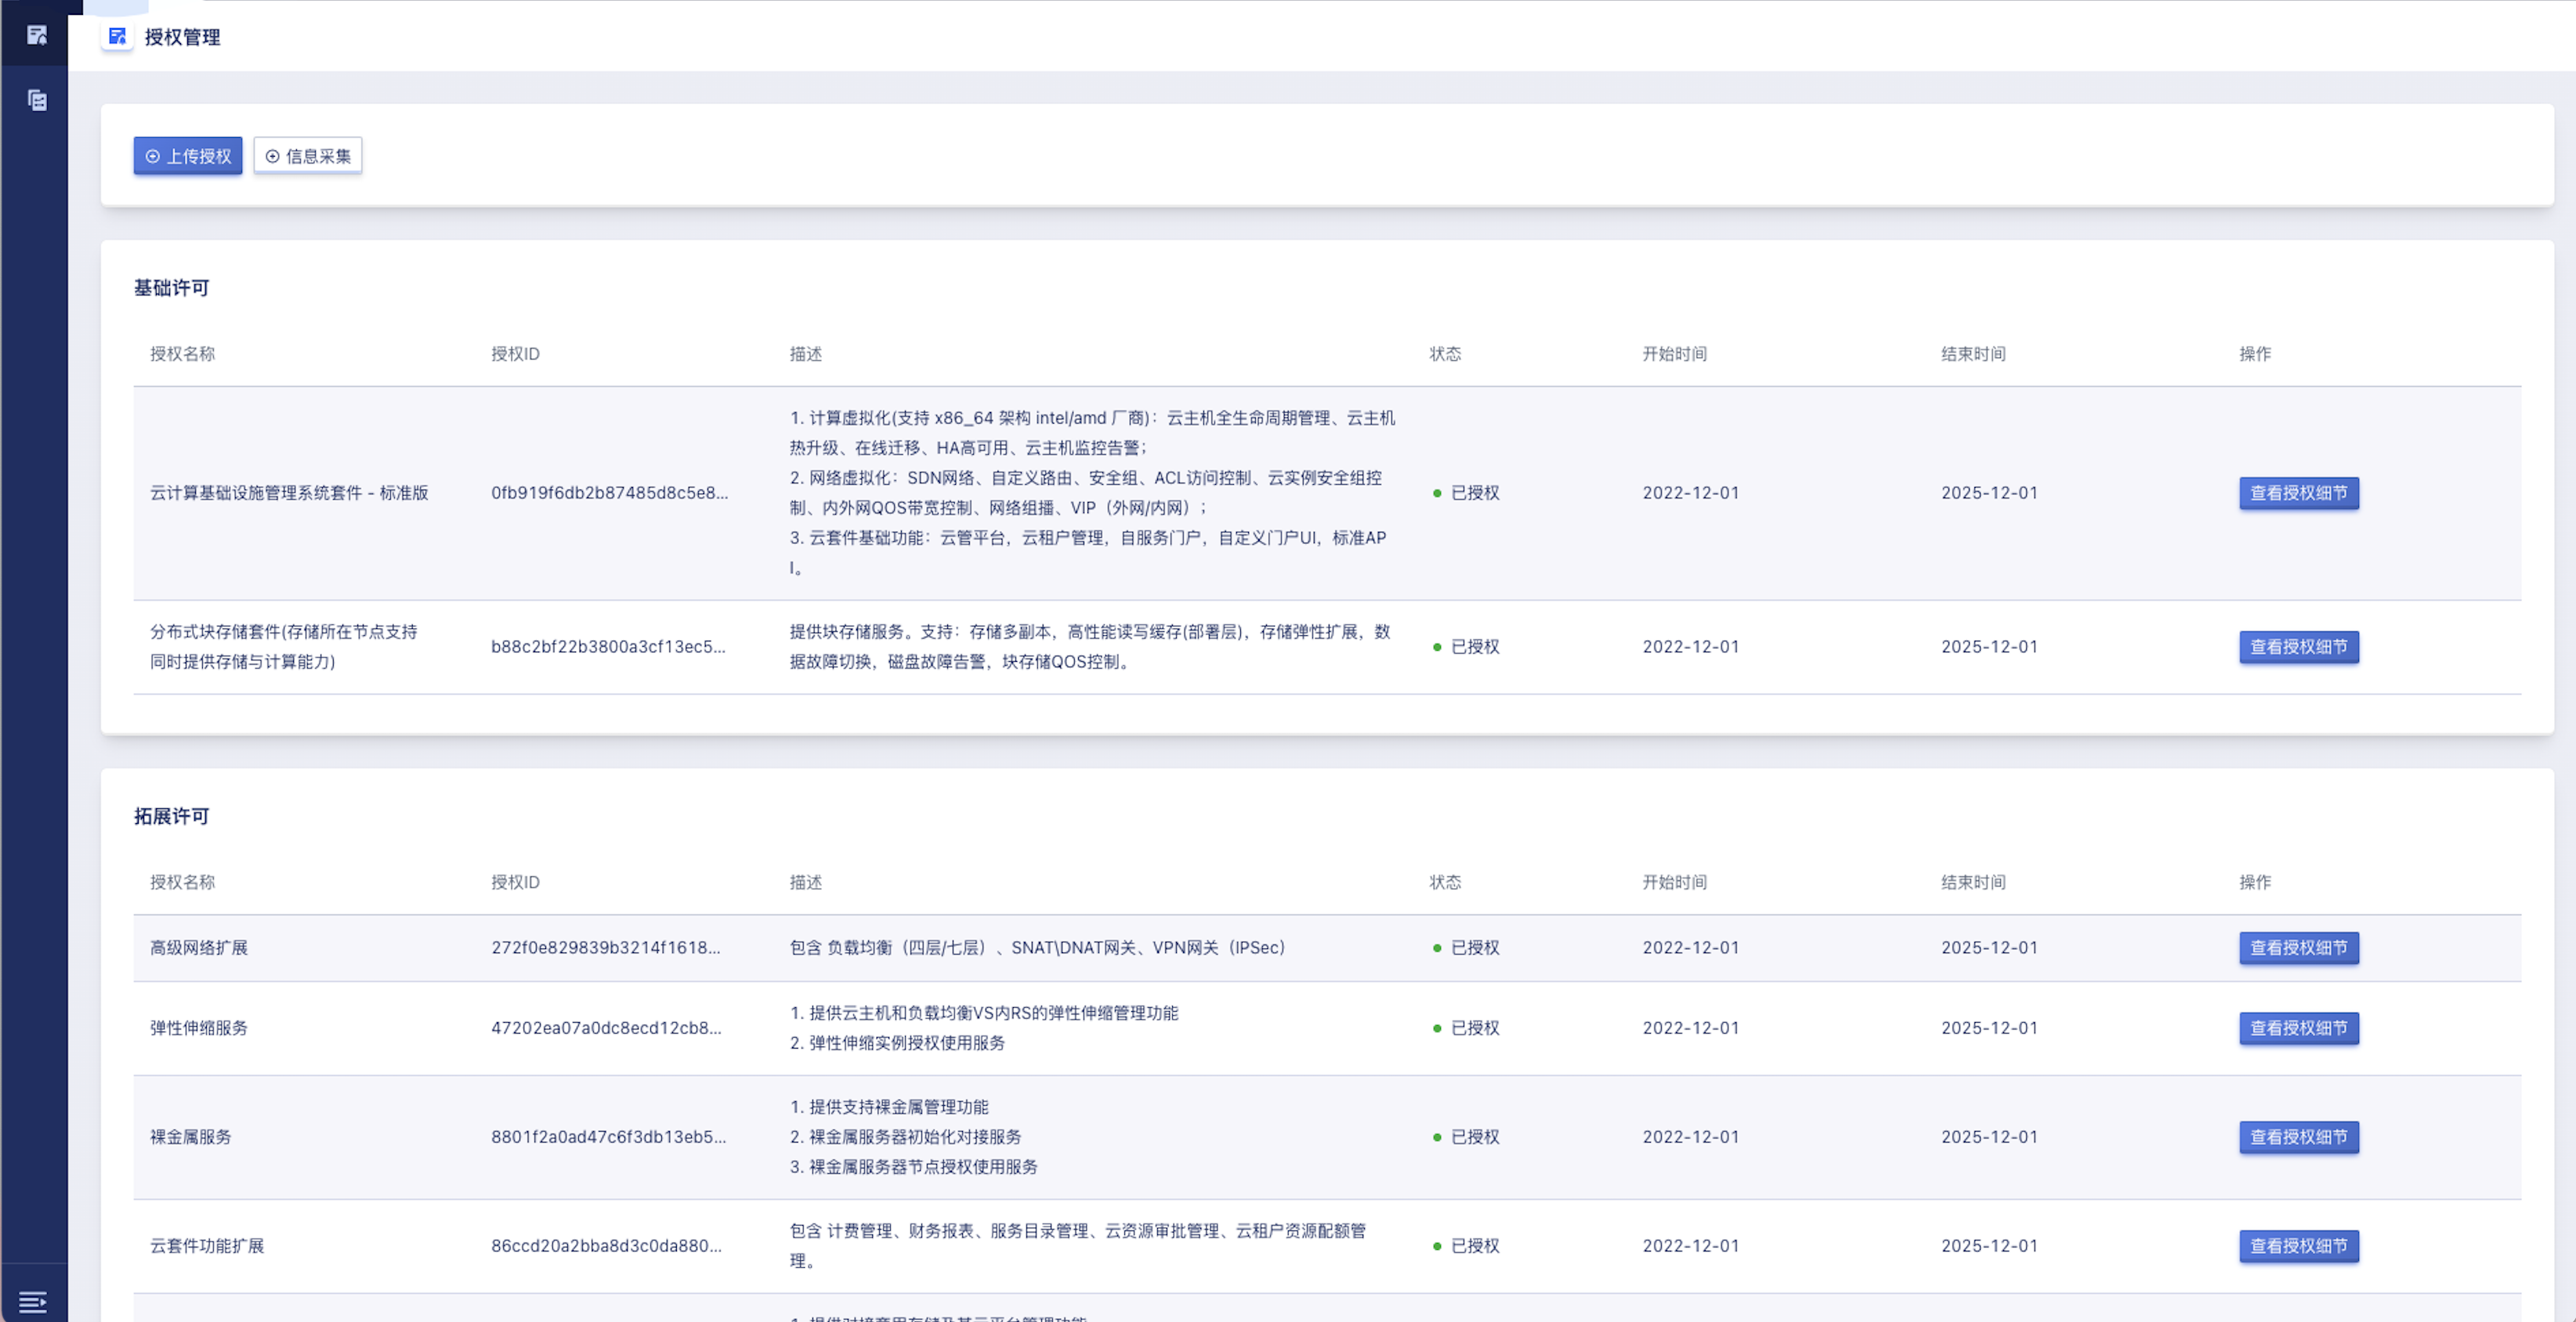 授权管理
上传授权 信息采集
基础许可
授权名称 授权ID 描述 状态 开始时间 结束时间 操作
云计算基础设施管理系统套件 - 标准版 0fb919f6db2b87485d8c5e8...
1. 计算虚拟化(支持 x86_64 架构 intel/amd 厂商)：云主机全生命周期管理、云主机
热升级、在线迁移、HA高可用、云主机监控告警；
2. 网络虚拟化：SDN网络、自定义路由、安全组、ACL访问控制、云实例安全组控
制、内外网QOS带宽控制、网络组播、VIP（外网/内网）；
3. 云套件基础功能：云管平台，云租户管理，自服务门户，自定义门户UI，标准AP
I。
已授权 2022-12-01 2025-12-01 查看授权细节
分布式块存储套件(存储所在节点支持
同时提供存储与计算能力)
b88c2bf22b3800a3cf13ec5...
提供块存储服务。支持：存储多副本，高性能读写缓存(部署层)，存储弹性扩展，数
据故障切换，磁盘故障告警，块存储QOS控制。
已授权 2022-12-01 2025-12-01 查看授权细节
拓展许可
授权名称 授权ID 描述 状态 开始时间 结束时间 操作
高级网络扩展 272f0e829839b3214f1618... 包含 负载均衡（四层/七层）、SNAT\DNAT网关、VPN网关（IPSec） 已授权 2022-12-01 2025-12-01 查看授权细节
弹性伸缩服务 47202ea07a0dc8ecd12cb8...
1. 提供云主机和负载均衡VS内RS的弹性伸缩管理功能
2. 弹性伸缩实例授权使用服务
已授权 2022-12-01 2025-12-01 查看授权细节
裸金属服务 8801f2a0ad47c6f3db13eb5...
1. 提供支持裸金属管理功能
2. 裸金属服务器初始化对接服务
3. 裸金属服务器节点授权使用服务
已授权 2022-12-01 2025-12-01 查看授权细节
云套件功能扩展 86ccd20a2bba8d3c0da880...
包含 计费管理、财务报表、服务目录管理、云资源审批管理、云租户资源配额管
理。
已授权 2022-12-01 2025-12-01 查看授权细节